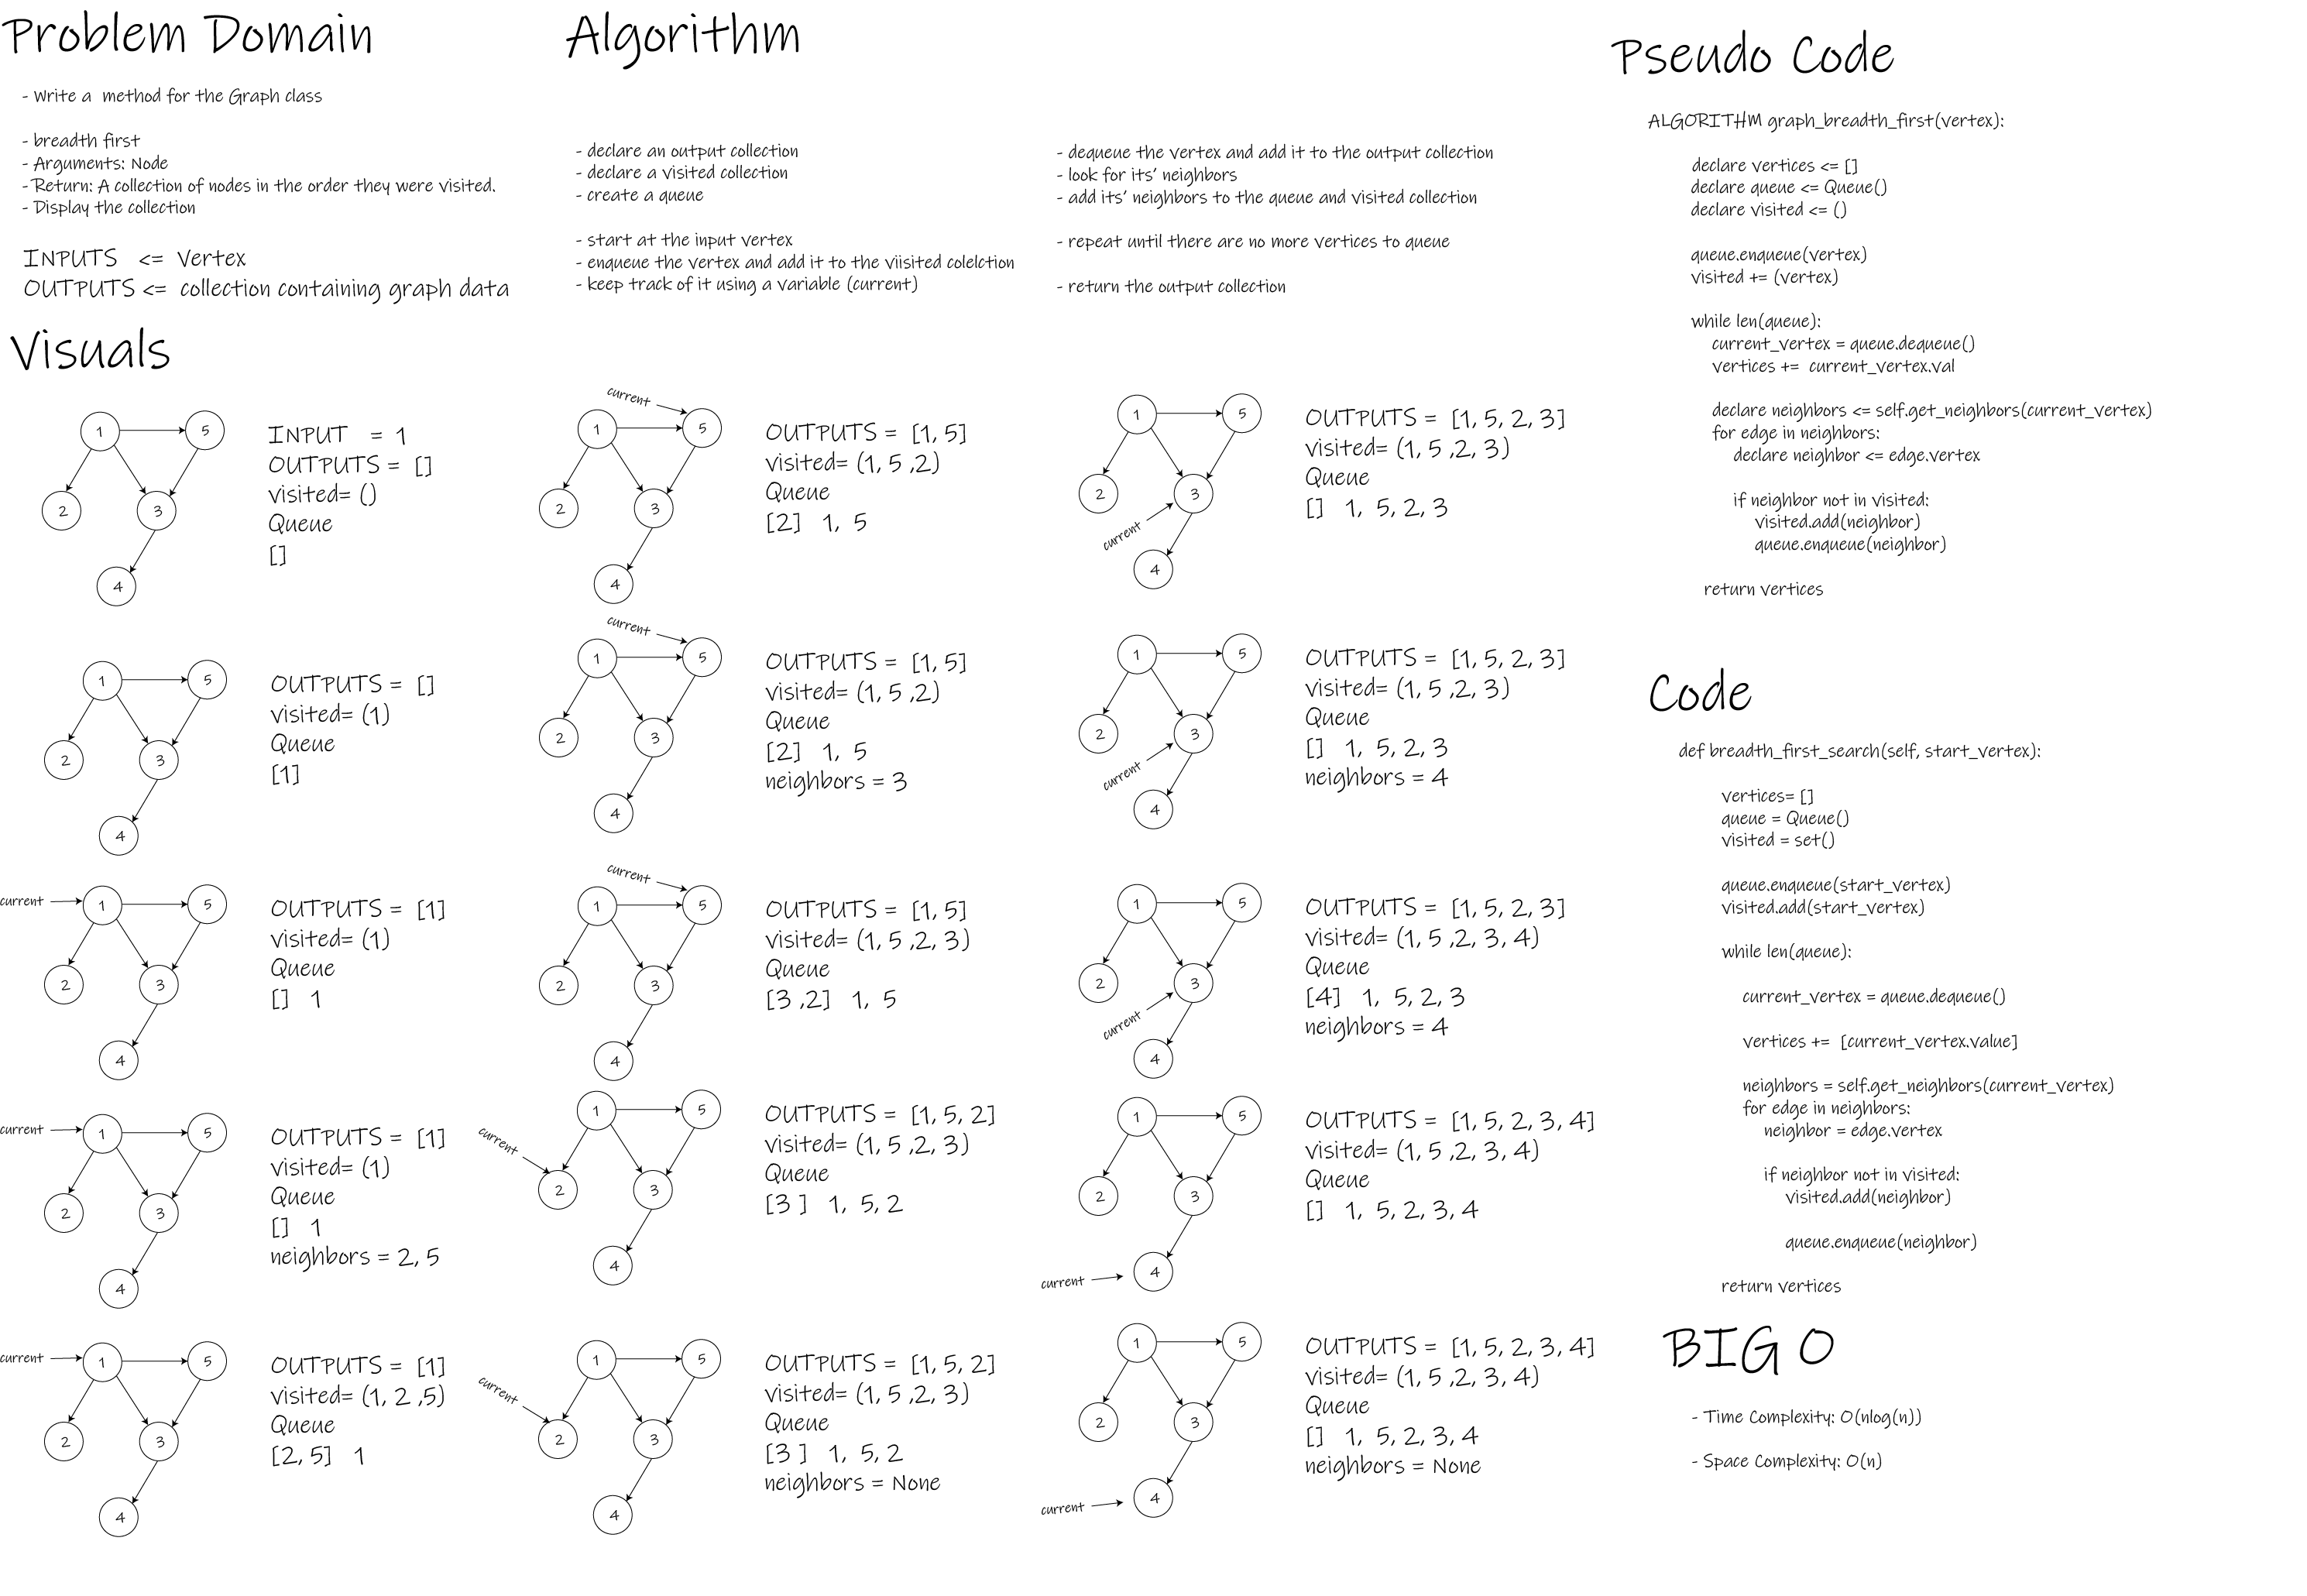 Problem Domain
- Write a  method for the Graph class
- breadth first
- Arguments: Node
- Return: A collection of nodes in the order they were visited.
- Display the collection
INPUTS  <= Vertex
OUTPUTS <= collection containing graph data
Algorithm
- declare an output collection
- declare a visited collection
- create a queue
- start at the input vertex
- enqueue the vertex and add it to the viisited colelction
- keep track of it using a variable (current)
- dequeue the vertex and add it to the output collection
- look for its' neighbors
- add its' neighbors to the queue and visited collection
- repeat until there are no more vertices to queue
- return the output collection
Visuals
1 5
2 3
4
INPUT  = 1
OUTPUTS = []
visited= ()
Queue
[]
1 5
2 3
4
OUTPUTS = []
visited= (1)
Queue
[1]
current
1 5
2 3
4
OUTPUTS = [1]
visited= (1)
Queue
[]  1
current
1 5
2 3
4
OUTPUTS = [1]
visited= (1)
Queue
[]  1
neighbors = 2, 5
current
1 5
2 3
4
OUTPUTS = [1]
visited= (1, 2 ,5)
Queue
[2, 5]  1
current
1 5
2 3
4
OUTPUTS = [1, 5]
visited= (1, 5 ,2)
Queue
[2]  1, 5
current
1 5
2 3
4
OUTPUTS = [1, 5]
visited= (1, 5 ,2)
Queue
[2]  1, 5
neighbors = 3
current
1 5
2 3
4
OUTPUTS = [1, 5]
visited= (1, 5 ,2, 3)
Queue
[3 ,2]  1, 5
current
1 5
2 3
4
OUTPUTS = [1, 5, 2]
visited= (1, 5 ,2, 3)
Queue
[3 ]  1, 5, 2
current
1 5
2 3
4
OUTPUTS = [1, 5, 2]
visited= (1, 5 ,2, 3)
Queue
[3 ]  1, 5, 2
neighbors = None
1 5
2 3
current
4
OUTPUTS = [1, 5, 2, 3]
visited= (1, 5 ,2, 3)
Queue
[]  1, 5, 2, 3
1 5
2 3
current
4
OUTPUTS = [1, 5, 2, 3]
visited= (1, 5 ,2, 3)
Queue
[]  1, 5, 2, 3
neighbors = 4
1 5
2 3
current
4
OUTPUTS = [1, 5, 2, 3]
visited= (1, 5 ,2, 3, 4)
Queue
[4]  1, 5, 2, 3
neighbors = 4
1 5
2 3
current
4
OUTPUTS = [1, 5, 2, 3, 4]
visited= (1, 5 ,2, 3, 4)
Queue
[]  1, 5, 2, 3, 4
1 5
2 3
current
4
OUTPUTS = [1, 5, 2, 3, 4]
visited= (1, 5 ,2, 3, 4)
Queue
[]  1, 5, 2, 3, 4
neighbors = None
Pseudo Code
ALGORITHM graph_breadth_first(vertex):
declare vertices <= []
declare queue <= Queue()
declare visited <= ()
queue.enqueue(vertex)
visited += (vertex)
while len(queue):
current_vertex = queue.dequeue()
vertices +=  current_vertex.val
declare neighbors <= self.get_neighbors(current_vertex)
for edge in neighbors:
declare neighbor <= edge.vertex
if neighbor not in visited:
visited.add(neighbor)
queue.enqueue(neighbor)
return vertices
Code
def breadth_first_search(self, start_vertex):
vertices= []
queue = Queue()
visited = set()
queue.enqueue(start_vertex)
visited.add(start_vertex)
while len(queue):
current_vertex = queue.dequeue()
vertices +=  [current_vertex.value]
neighbors = self.get_neighbors(current_vertex)
for edge in neighbors:
neighbor = edge.vertex
if neighbor not in visited:
visited.add(neighbor)
queue.enqueue(neighbor)
return vertices
BIG O
- Time Complexity: O(nlog(n))
- Space Complexity: O(n)